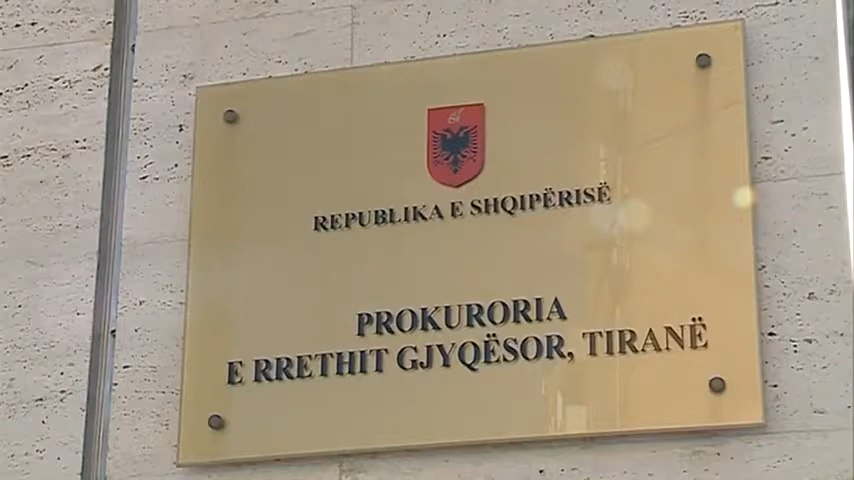 REPUBLIKA E SHQIPËRISË
PROKURORIA
E RRETHIT GJYQËSOR, TIRANË